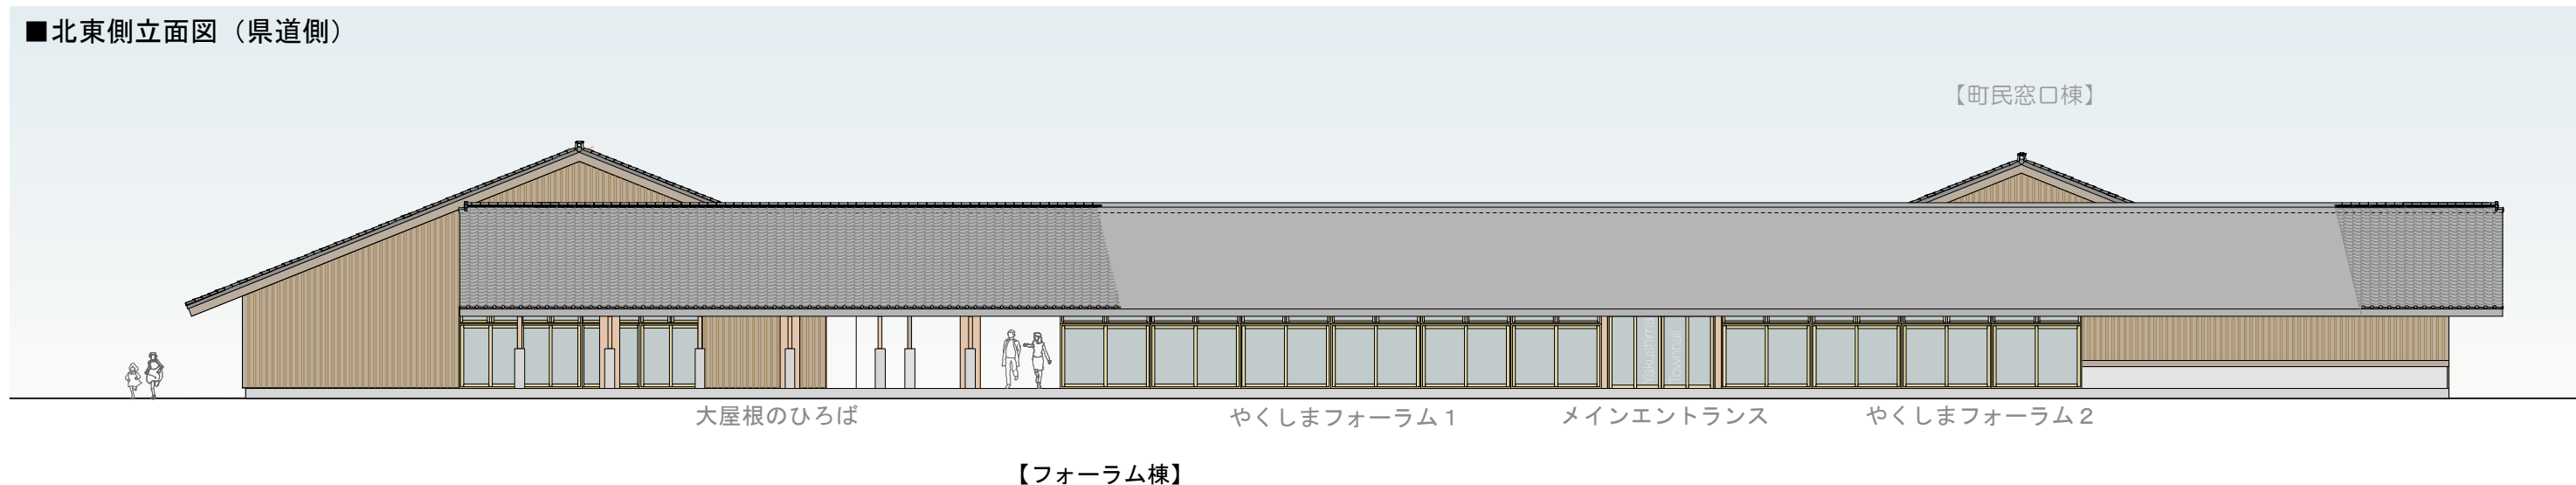 ■北東側立面図（県道側）
【町民窓口棟】
Yakushima
Townhall
大屋根のひろば
やくしまフォーラム１
メインエントランス
やくしまフォーラム２
【フォーラム棟】